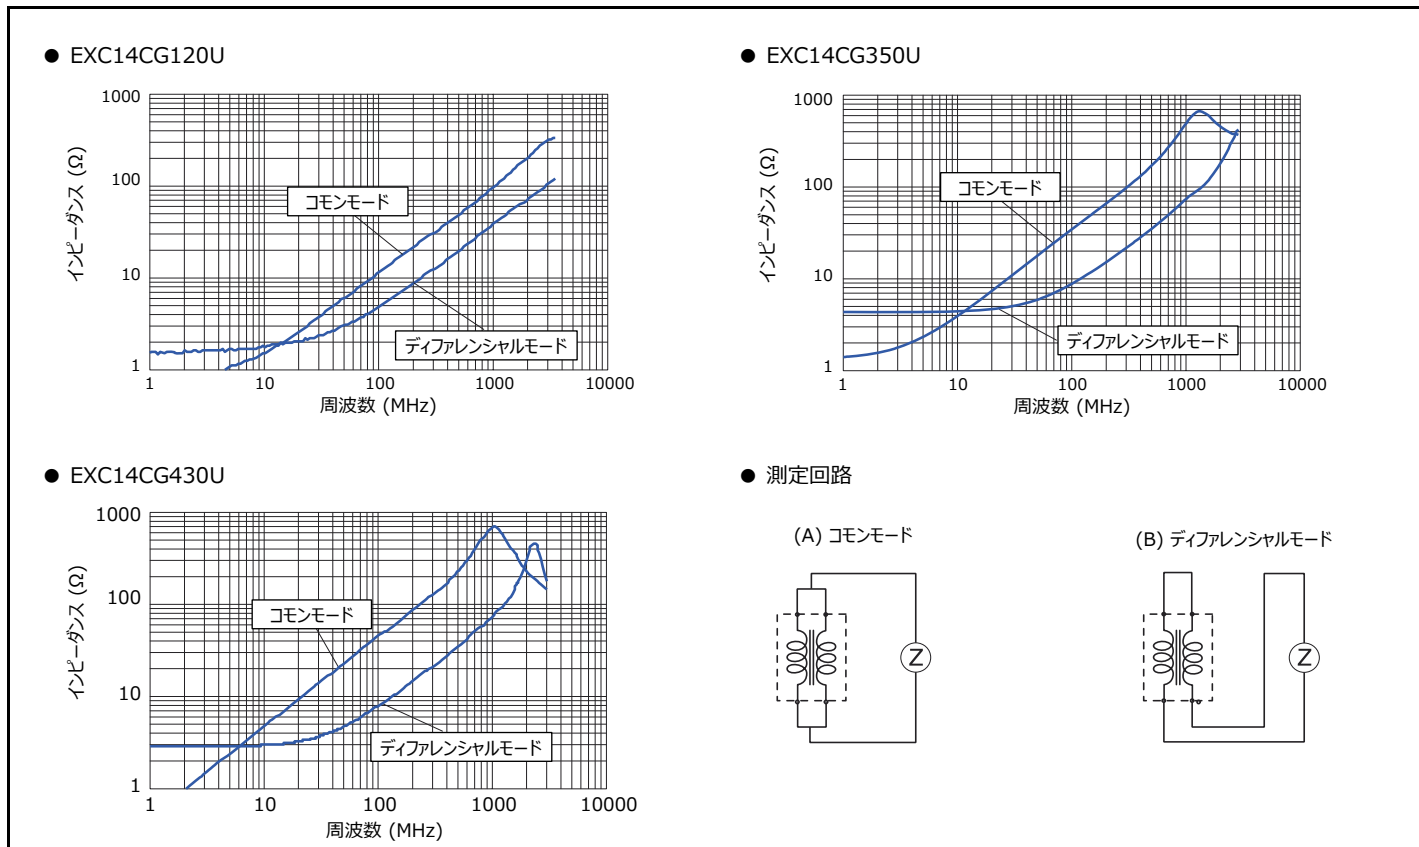 ● EXC14CG120U
インピーダンス (Ω)
1000
100
10
1
コモンモード
ディファレンシャルモード
1 10 100 1000 10000
周波数 (MHz)
● EXC14CG350U
インピーダンス (Ω)
1000
100
10
1
コモンモード
ディファレンシャルモード
1 10 100 1000 10000
周波数 (MHz)
● EXC14CG430U
インピーダンス (Ω)
1000
100
10
1
コモンモード
ディファレンシャルモード
1 10 100 1000 10000
周波数 (MHz)
● 測定回路
(A) コモンモード
Z
(B) ディファレンシャルモード
Z